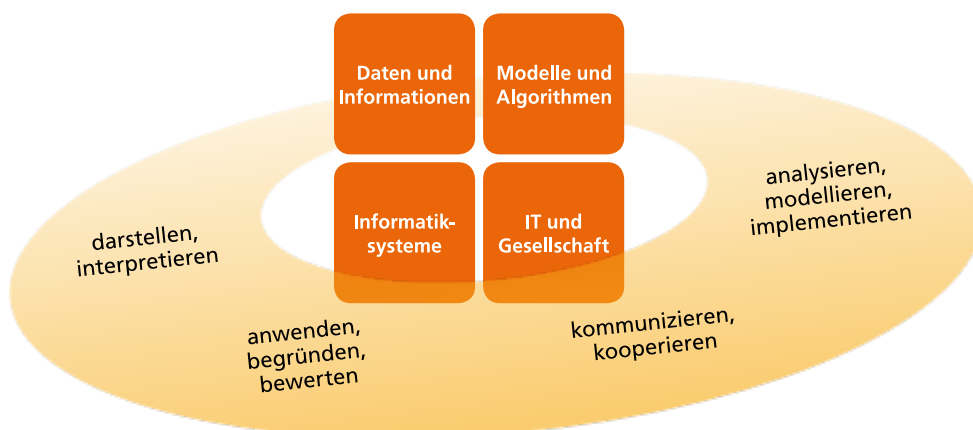 Daten und
Informationen
Modelle und
Algorithmen
Informatik-
systeme
IT und
Gesellschaft
analysieren,
modellieren,
implementieren
darstellen,
interpretieren
anwenden,
begründen,
bewerten
kommunizieren,
kooperieren